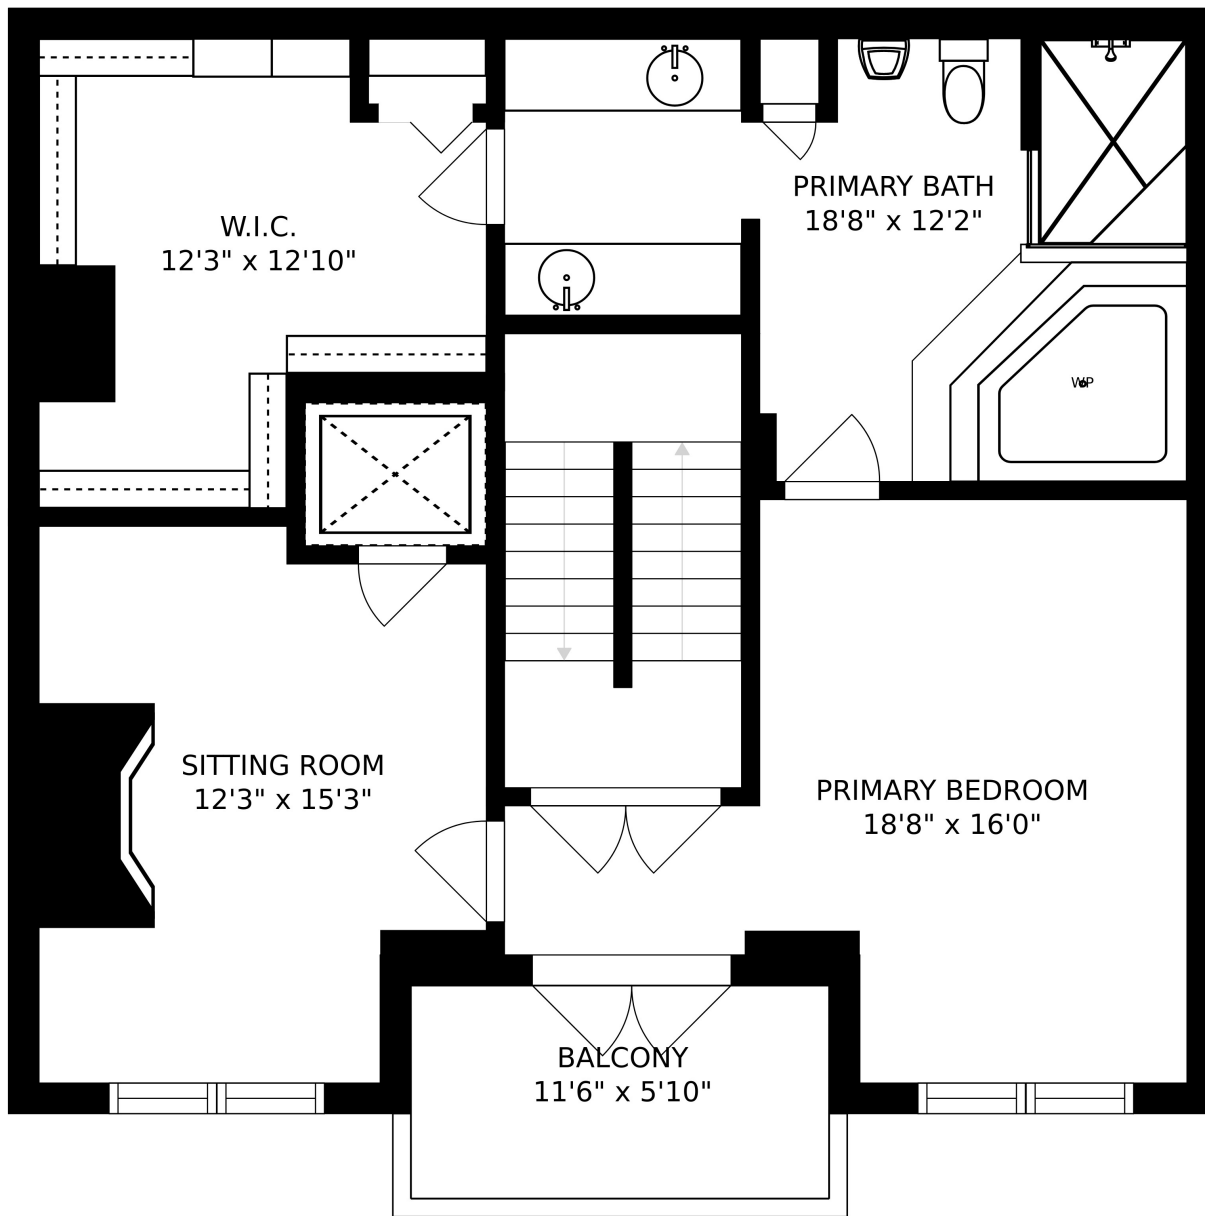 PRIMARY BATH
18'8" x 12'2"
W.I.C.
12'3" x 12'10"
WP
SITTING ROOM
12'3" x 15'3"
PRIMARY BEDROOM
18'8" x 16'0"
BALCONY
11'6" x 5'10"